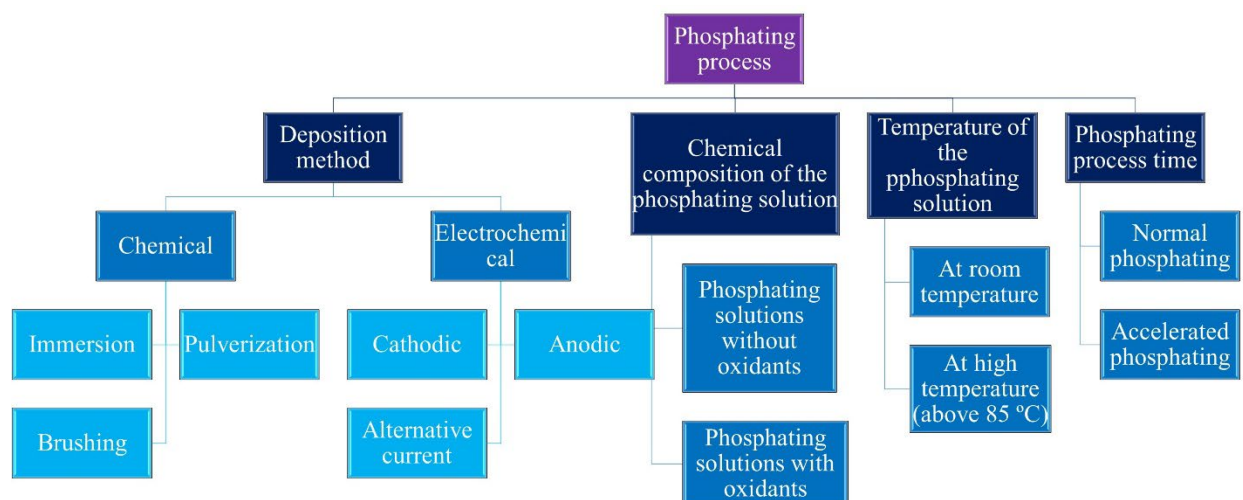 Phosphating
process
Deposition
method
Chemical
composition of the
phosphating solution
Temperature of
the
pphosphating
solution
Phosphating
process time
Chemical
Electrochemi
cal
Immersion
Pulverization
Brushing
Cathodic
Anodic
Alternative
current
Phosphating
solutions
without
oxidants
Phosphating
solutions with
oxidants
At room
temperature
At high
temperature
(above 85 ºC)
Normal
phosphating
Accelerated
phosphating